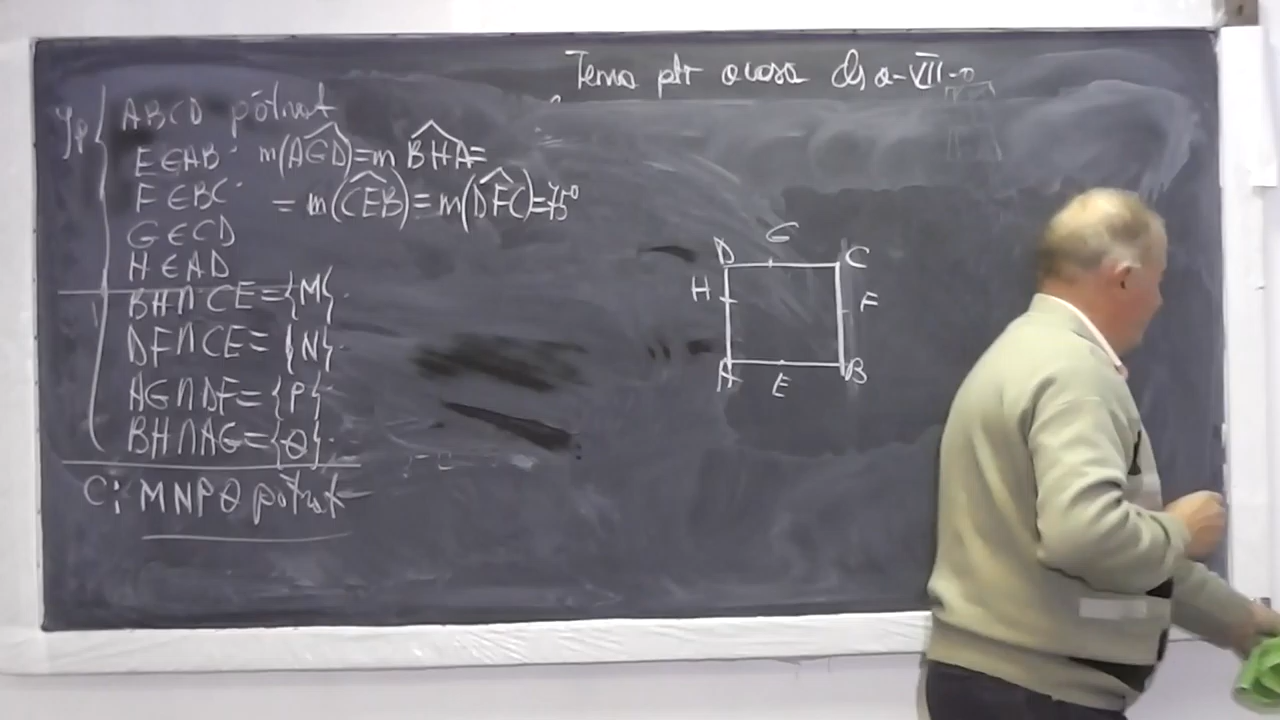 Tema ptr acasa cls a-VII-a
Ip { ABCD pătrat
E∈AB m(AGD)=m BHA=
F∈BC = m(CEB)=m(DFC)=75°
G∈CD
H∈AD
BH∩CE={M}
DF∩CE={N}
AG∩DF={P}
BH∩AG={Q}
C: MNPQ pătrat
D G C
H F
A E B